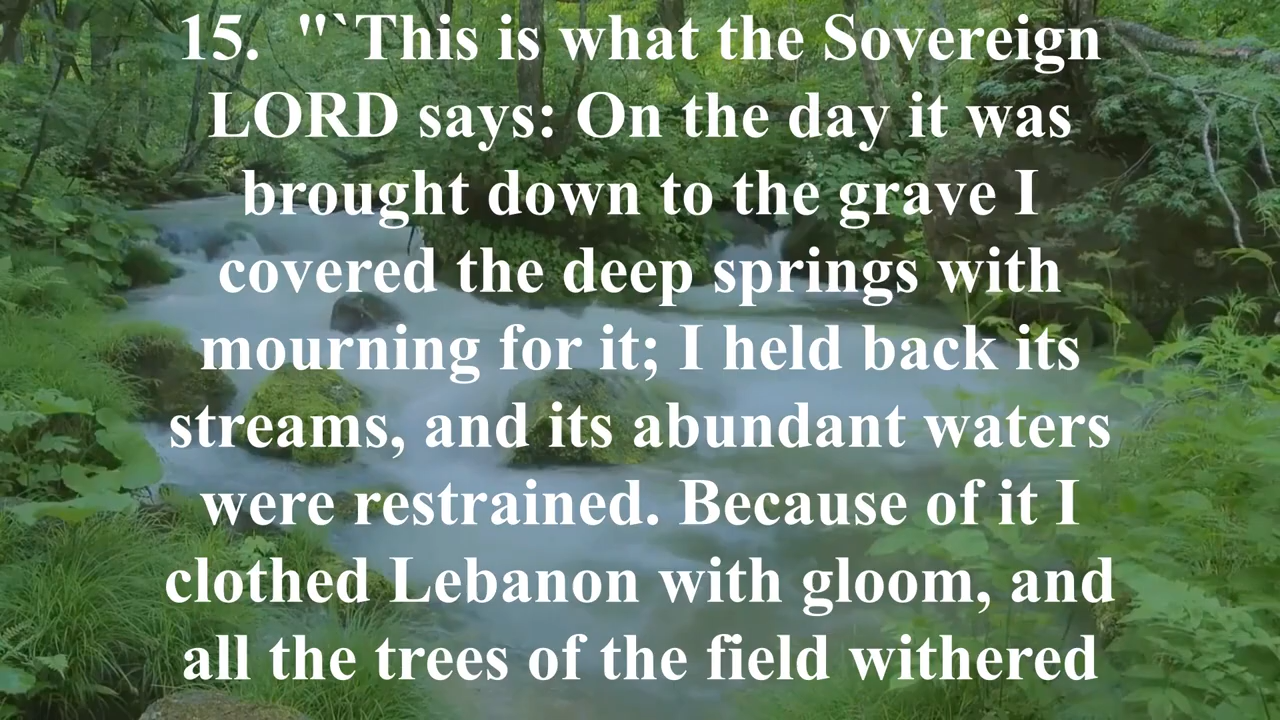 15.  "`This is what the Sovereign
LORD says: On the day it was
brought down to the grave I
covered the deep springs with
mourning for it; I held back its
streams, and its abundant waters
were restrained. Because of it I
clothed Lebanon with gloom, and
all the trees of the field withered